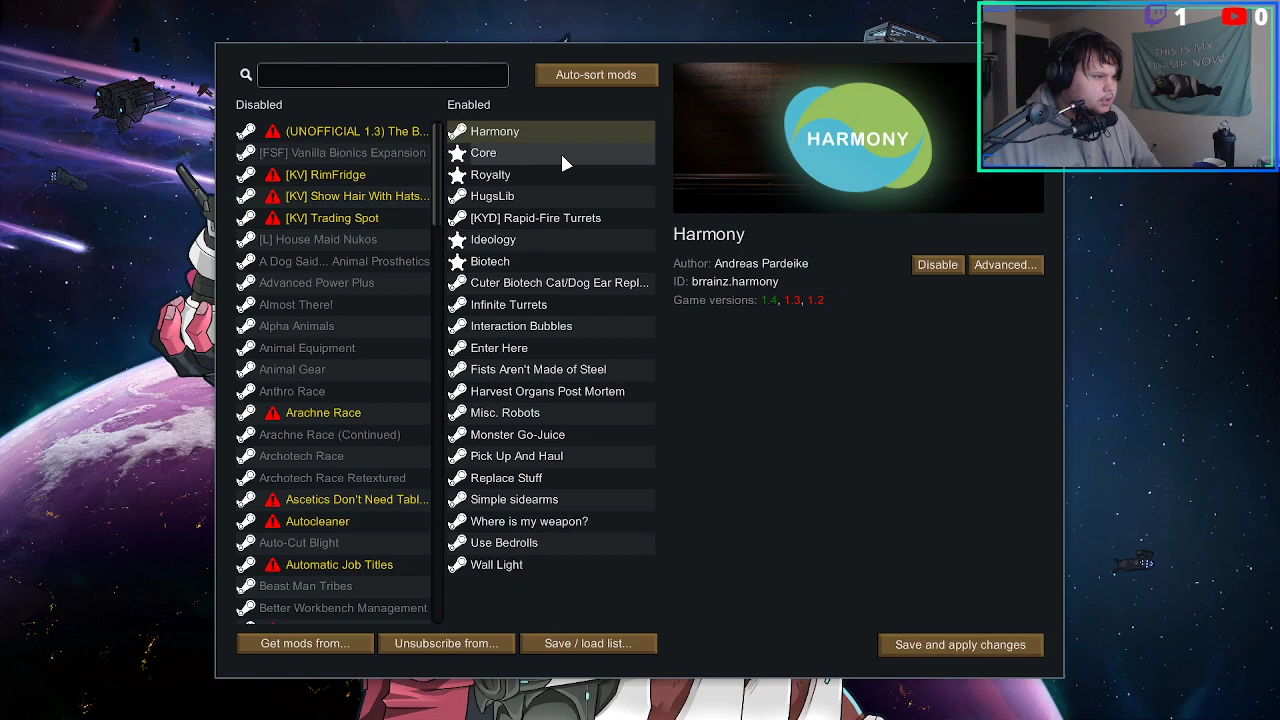 1 0
THIS IS MY
SWAMP NOW
Auto-sort mods
Disabled
(UNOFFICIAL 1.3) The B...
[FSF] Vanilla Bionics Expansion
[KV] RimFridge
[KV] Show Hair With Hats...
[KV] Trading Spot
[L] House Maid Nukos
A Dog Said... Animal Prosthetics
Advanced Power Plus
Almost There!
Alpha Animals
Animal Equipment
Animal Gear
Anthro Race
Arachne Race
Arachne Race (Continued)
Archotech Race
Archotech Race Retextured
Ascetics Don't Need Tabl...
Autocleaner
Auto-Cut Blight
Automatic Job Titles
Beast Man Tribes
Better Workbench Management
Enabled
Harmony
Core
Royalty
HugsLib
[KYD] Rapid-Fire Turrets
Ideology
Biotech
Cuter Biotech Cat/Dog Ear Repl...
Infinite Turrets
Interaction Bubbles
Enter Here
Fists Aren't Made of Steel
Harvest Organs Post Mortem
Misc. Robots
Monster Go-Juice
Pick Up And Haul
Replace Stuff
Simple sidearms
Where is my weapon?
Use Bedrolls
Wall Light
HARMONY
Harmony
Author: Andreas Pardeike
ID: brrainz.harmony
Game versions: 1.4, 1.3, 1.2
Disable Advanced...
Get mods from... Unsubscribe from... Save / load list... Save and apply changes